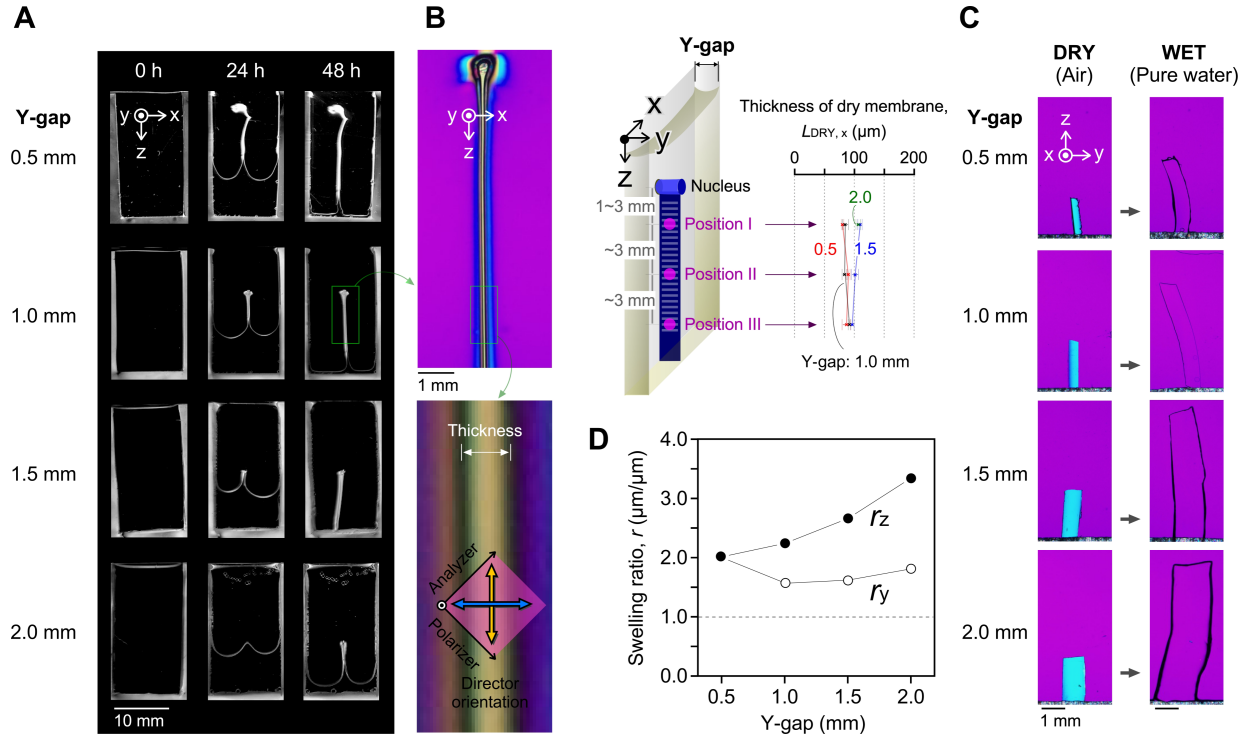 A
0 h
24 h
48 h
Y-gap
y
x
z
0.5 mm
1.0 mm
1.5 mm
2.0 mm
10 mm
B
y
x
z
1 mm
Thickness
Analyzer
Polarizer
Director
orientation
Y-gap
x
y
z
Nucleus
1~3 mm
Position I
~3 mm
Position II
~3 mm
Position III
Thickness of dry membrane,
LDRY, x (μm)
0
100
200
2.0
0.5
1.5
Y-gap: 1.0 mm
C
DRY
(Air)
WET
(Pure water)
Y-gap
z
x
y
0.5 mm
1.0 mm
1.5 mm
2.0 mm
1 mm
D
Swelling ratio, r (μm/μm)
4.0
3.0
2.0
1.0
0.0
rz
ry
0.5
1.0
1.5
2.0
Y-gap (mm)